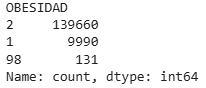 OBESIDAD
2     139660
1       9990
98       131
Name: count, dtype: int64